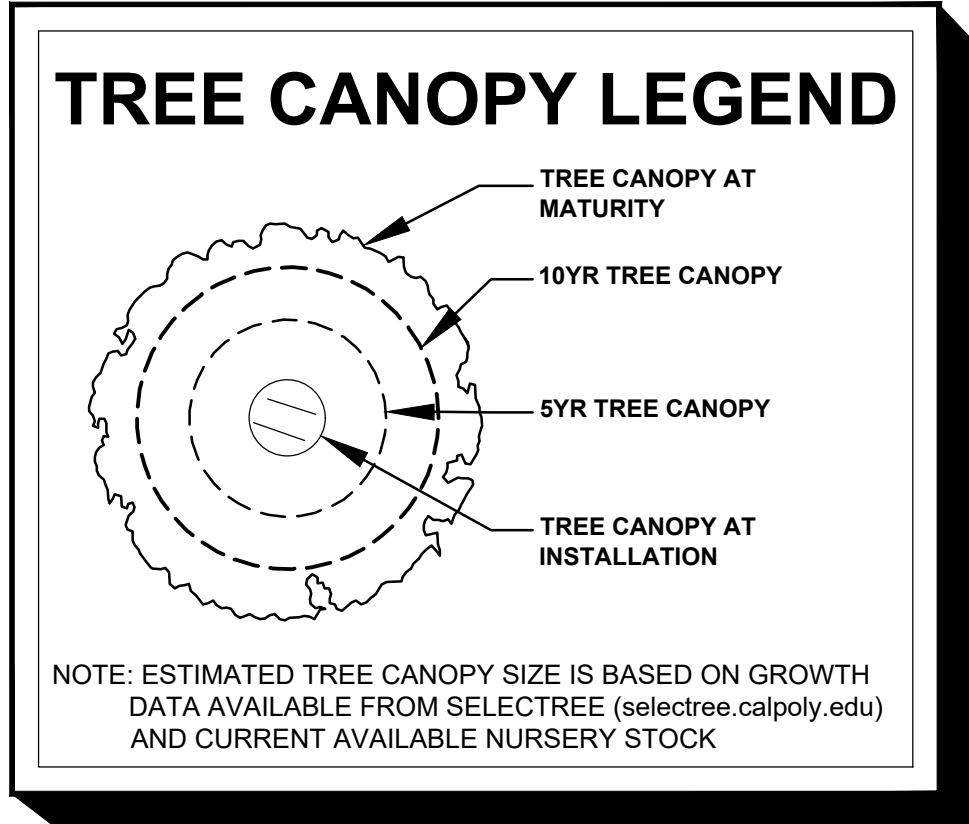 TREE CANOPY LEGEND
TREE CANOPY AT
MATURITY
10YR TREE CANOPY
5YR TREE CANOPY
TREE CANOPY AT
INSTALLATION
NOTE: ESTIMATED TREE CANOPY SIZE IS BASED ON GROWTH
DATA AVAILABLE FROM SELECTREE (selectree.calpoly.edu)
AND CURRENT AVAILABLE NURSERY STOCK